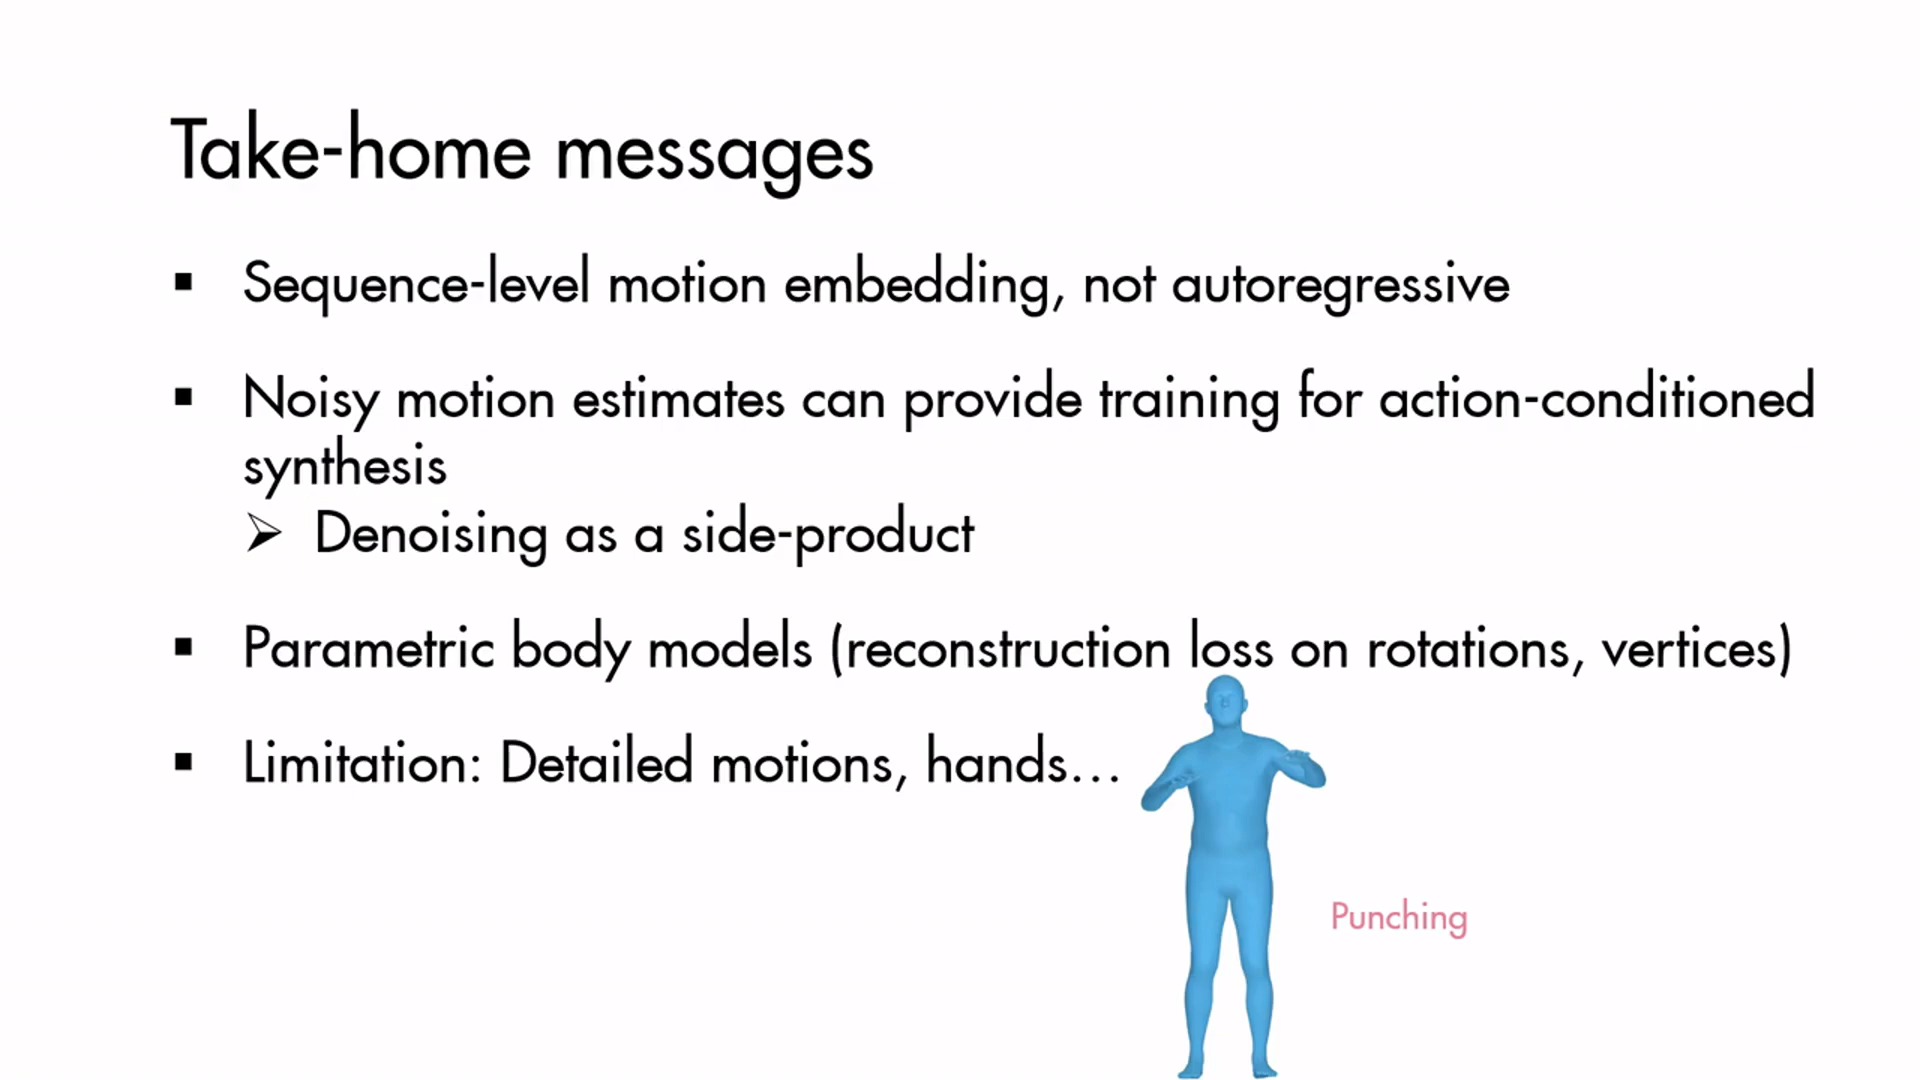 Take-home messages
▪ Sequence-level motion embedding, not autoregressive
▪ Noisy motion estimates can provide training for action-conditioned
synthesis
➢ Denoising as a side-product
▪ Parametric body models (reconstruction loss on rotations, vertices)
▪ Limitation: Detailed motions, hands…
Punching